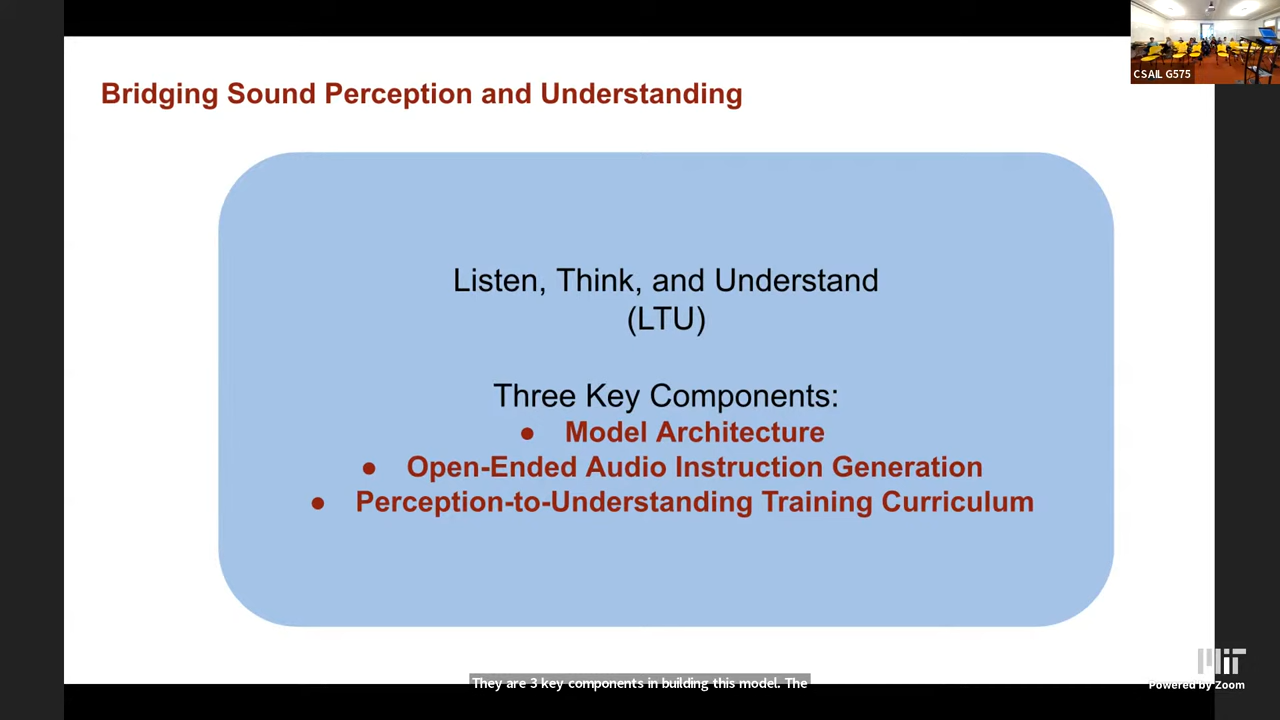 CSAIL G575
Bridging Sound Perception and Understanding
Listen, Think, and Understand
(LTU)
Three Key Components:
● Model Architecture
● Open-Ended Audio Instruction Generation
● Perception-to-Understanding Training Curriculum
MIT
They are 3 key components in building this model. The
Powered by Zoom